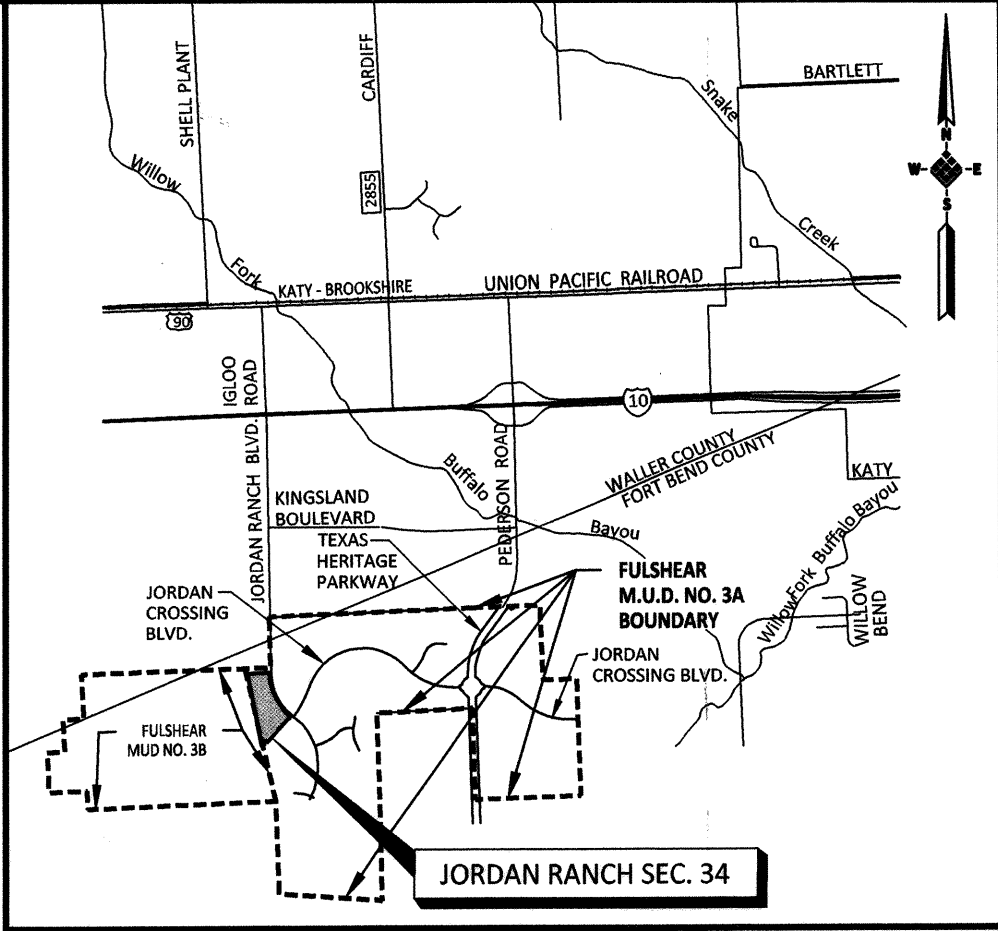 SHELL PLANT
CARDIFF
2855
Snake
Creek
BARTLETT
N
W
E
S
Willow
Fork
KATY - BROOKSHIRE
UNION PACIFIC RAILROAD
90
IGLOO
ROAD
JORDAN RANCH BLVD.
10
PEDERSON ROAD
Buffalo
Bayou
WALLER COUNTY
FORT BEND COUNTY
KATY
KINGSLAND
BOULEVARD
TEXAS
HERITAGE
PARKWAY
Willow Fork Buffalo Bayou
WILLOW
BEND
JORDAN
CROSSING
BLVD.
FULSHEAR
M.U.D. NO. 3A
BOUNDARY
JORDAN
CROSSING BLVD.
FULSHEAR
MUD NO. 3B
JORDAN RANCH SEC. 34